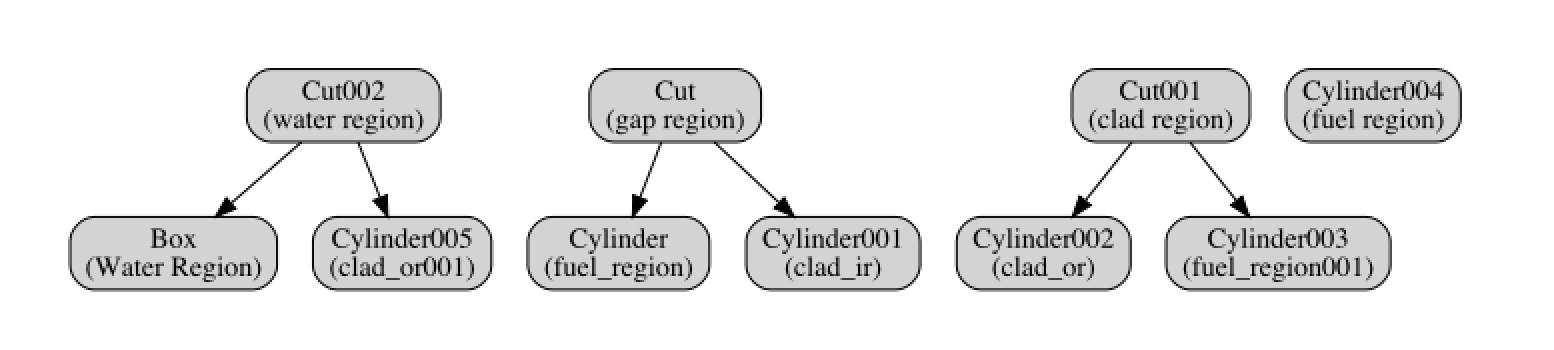 Cut002
(water region)
Cut
(gap region)
Cut001
(clad region)
Cylinder004
(fuel region)
Box
(Water Region)
Cylinder005
(clad_or001)
Cylinder
(fuel_region)
Cylinder001
(clad_ir)
Cylinder002
(clad_or)
Cylinder003
(fuel_region001)